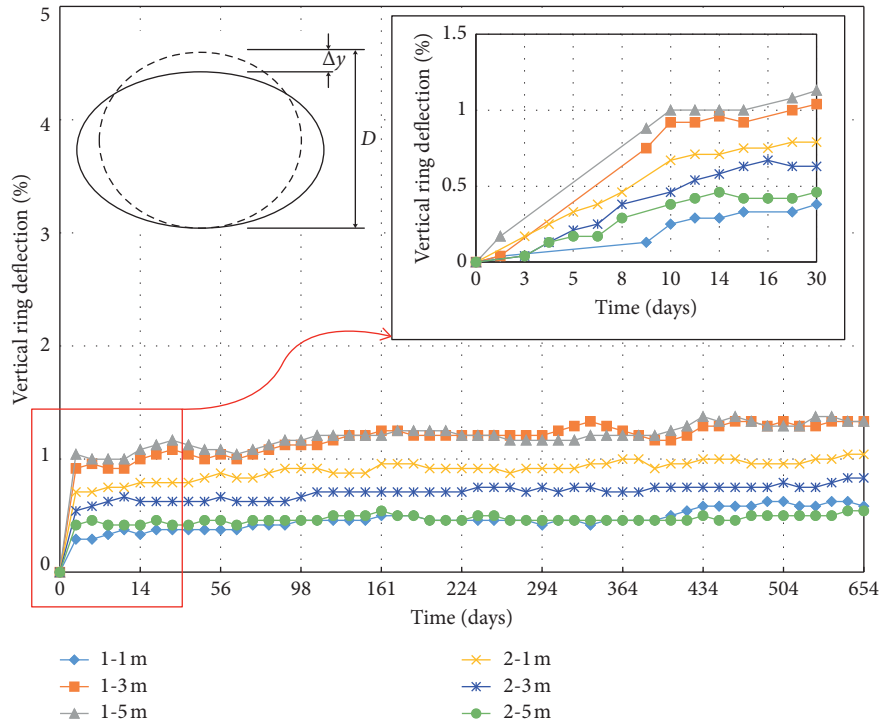 5
4
3
2
1
0
Vertical ring deflection (%)
Δy
D
1.5
1
0.5
0
Vertical ring deflection (%)
0 3 5 8 10 14 16 30
Time (days)
0 14 56 98 161 224 294 364 434 504 654
Time (days)
1-1 m
1-3 m
1-5 m
2-1 m
2-3 m
2-5 m